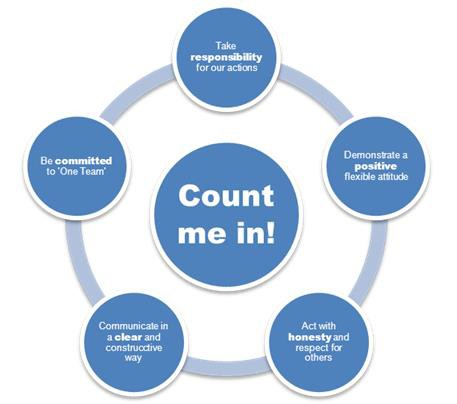 Take
responsibility
for our actions
Be committed
to 'One Team'
Demonstrate a
positive
flexible attitude
Count
me in!
Communicate in
a clear and
construcctive
way
Act with
honesty and
respect for
others